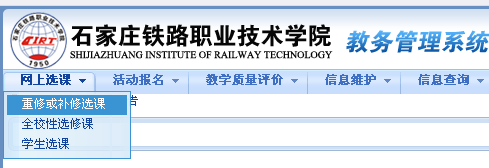 石家庄铁路职业技术学院
SHIJIAZHUANG INSTITUTE OF RAILWAY TECHNOLOGY
教务管理系统
CIRT
1950
网上选课 活动报名 教学质量评价 信息维护 信息查询
重修或补修选课
告
全校性选修课
学生选课